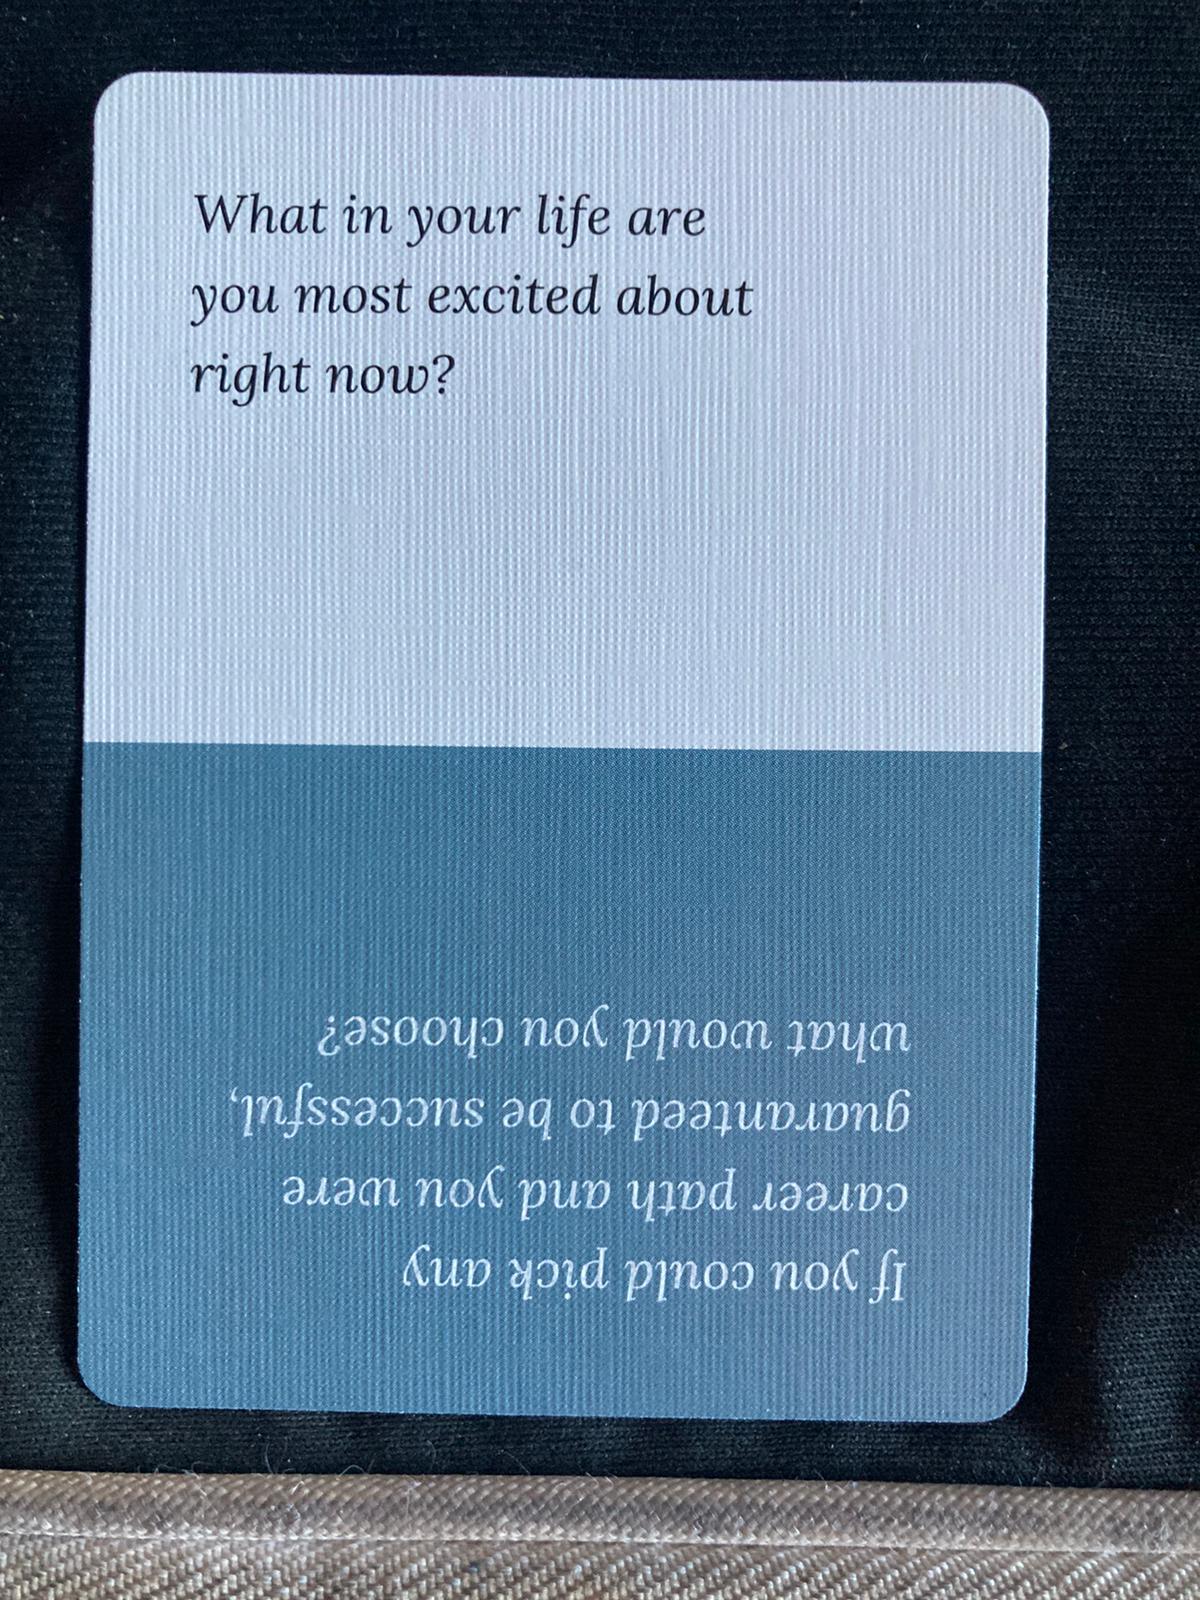 What in your life are
you most excited about
right now?
If you could pick any
career path and you were
guaranteed to be successful,
what would you choose?